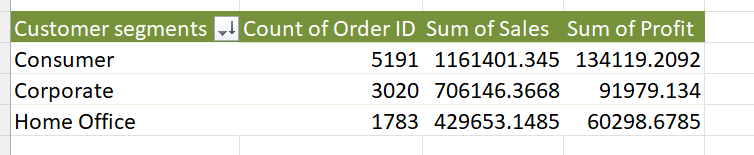 Customer segments Count of Order ID Sum of Sales Sum of Profit
Consumer 5191 1161401.345 134119.2092
Corporate 3020 706146.3668 91979.134
Home Office 1783 429653.1485 60298.6785